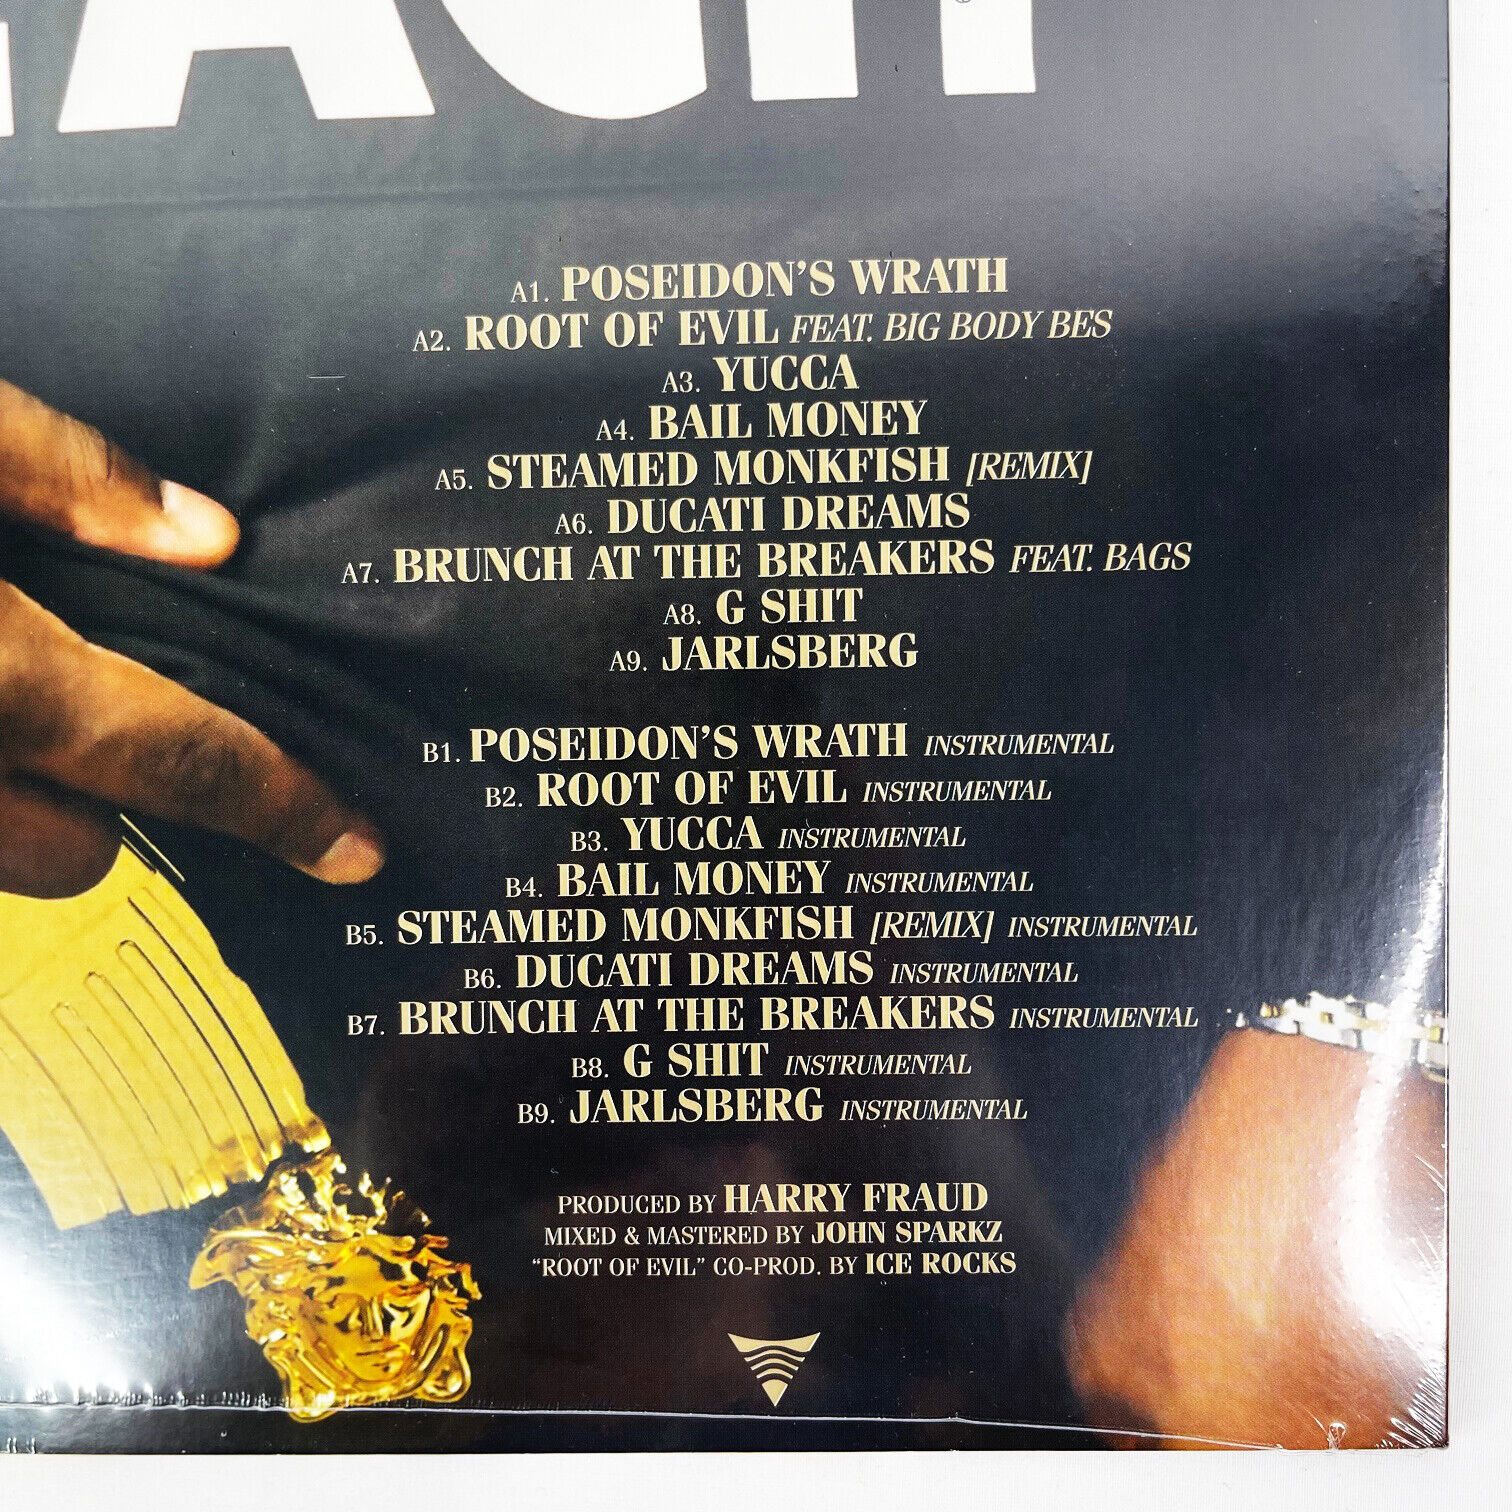 A1. POSEIDON'S WRATH
A2. ROOT OF EVIL FEAT. BIG BODY BES
A3. YUCCA
A4. BAIL MONEY
A5. STEAMED MONKFISH [REMIX]
A6. DUCATI DREAMS
A7. BRUNCH AT THE BREAKERS FEAT. BAGS
A8. G SHIT
A9. JARLSBERG
B1. POSEIDON'S WRATH INSTRUMENTAL
B2. ROOT OF EVIL INSTRUMENTAL
B3. YUCCA INSTRUMENTAL
B4. BAIL MONEY INSTRUMENTAL
B5. STEAMED MONKFISH [REMIX] INSTRUMENTAL
B6. DUCATI DREAMS INSTRUMENTAL
B7. BRUNCH AT THE BREAKERS INSTRUMENTAL
B8. G SHIT INSTRUMENTAL
B9. JARLSBERG INSTRUMENTAL
PRODUCED BY HARRY FRAUD
MIXED & MASTERED BY JOHN SPARKZ
“ROOT OF EVIL” CO-PROD. BY ICE ROCKS